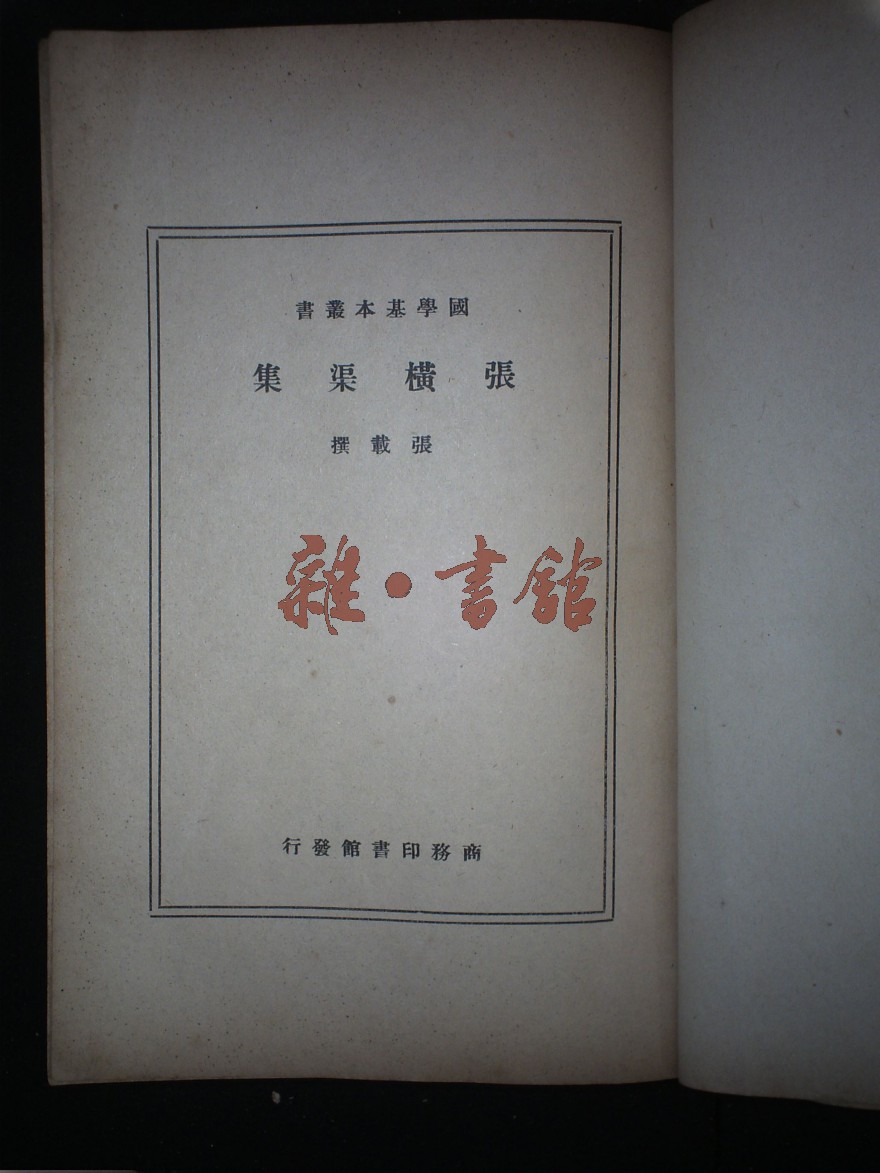 國學基本叢書
張橫渠集
張載撰
雜·書館
商務印書館發行